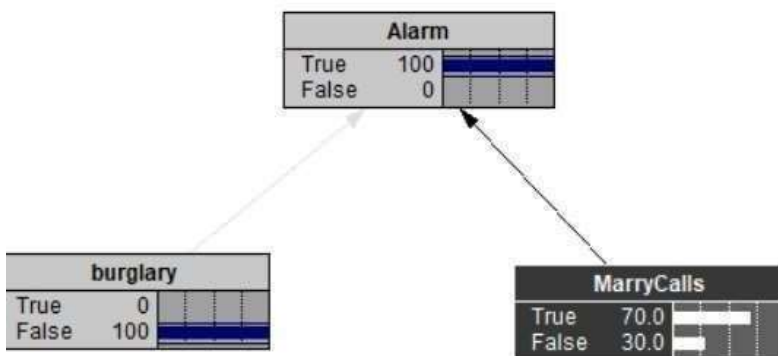 Alarm
True 100
False 0
burglary
True 0
False 100
MarryCalls
True 70.0
False 30.0